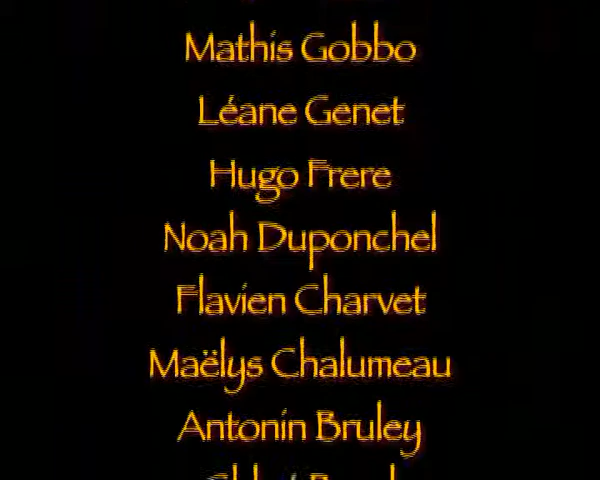 Mathis Gobbo
Léane Genet
Hugo Frere
Noah Duponchel
Flavien Charvet
Maëlys Chalumeau
Antonin Bruley